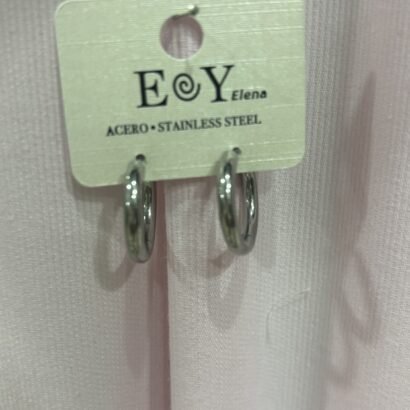 E Y Elena
ACERO • STAINLESS STEEL